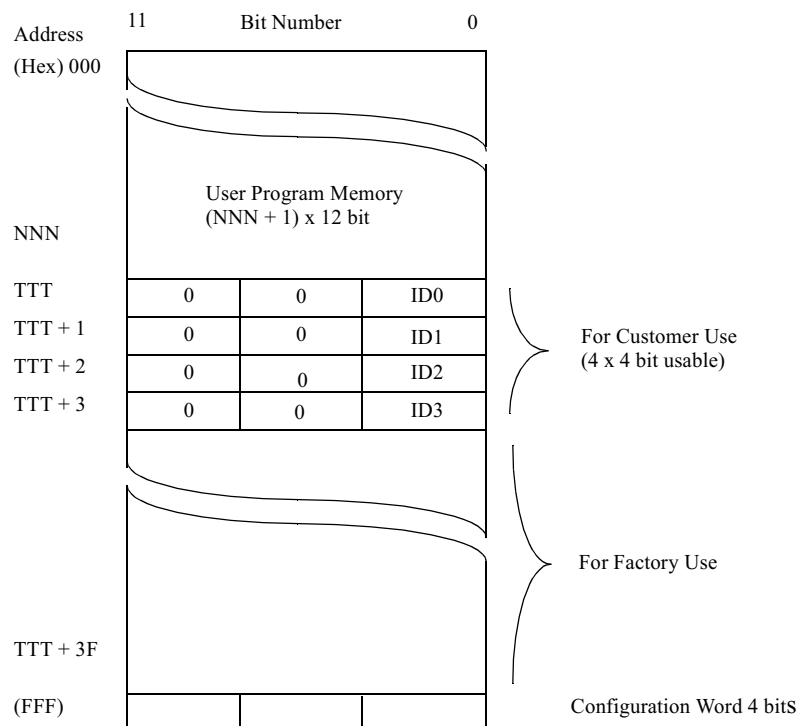 11 Bit Number 0
Address
(Hex) 000
User Program Memory
(NNN + 1) x 12 bit
NNN
TTT 0 0 ID0
TTT + 1 0 0 ID1
For Customer Use
(4 x 4 bit usable)
TTT + 2 0 0 ID2
TTT + 3 0 0 ID3
For Factory Use
TTT + 3F
(FFF) Configuration Word 4 bits